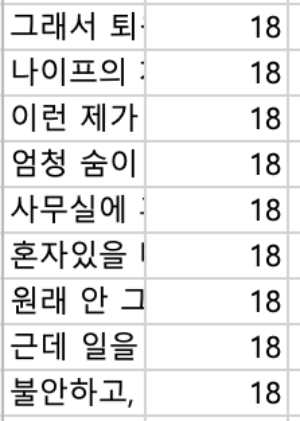 그래서 퇴 18
나이프의 18
이런 제가 18
엄청 숨이 18
사무실에 18
혼자있을 18
원래 안 그 18
근데 일을 18
불안하고, 18